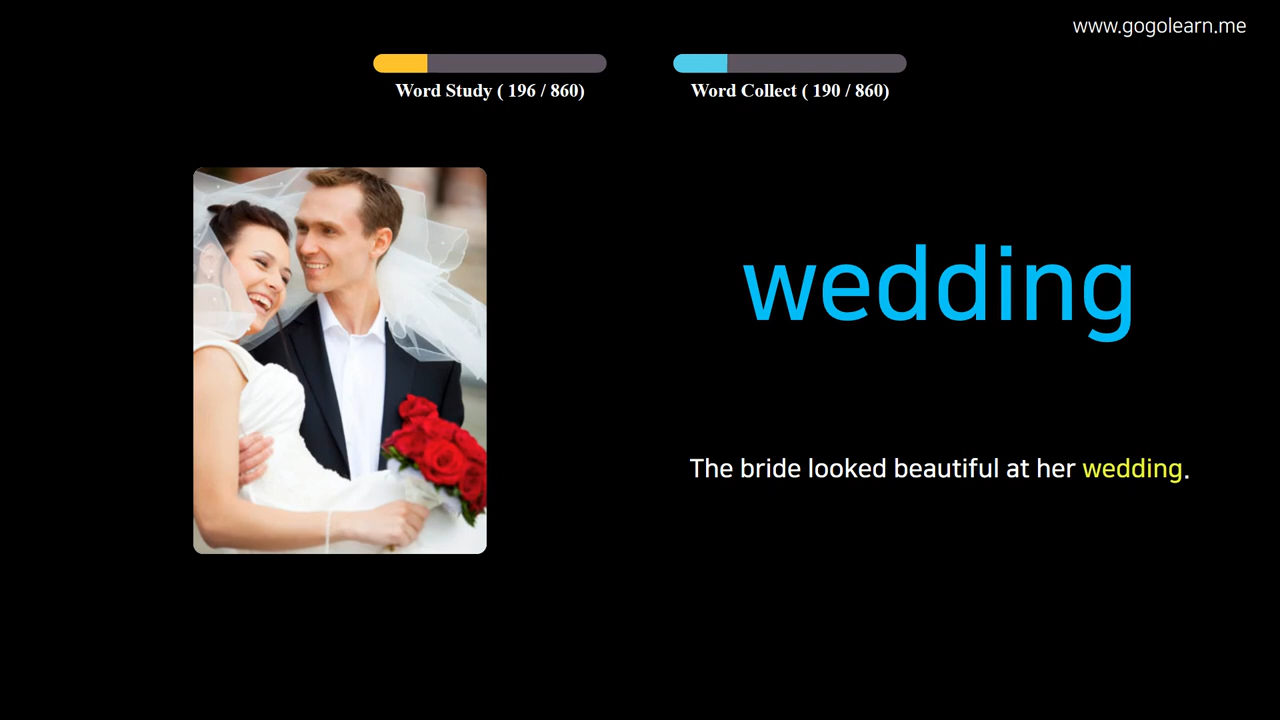 www.gogolearn.me
Word Study ( 196 / 860)
Word Collect ( 190 / 860)
wedding
The bride looked beautiful at her wedding.